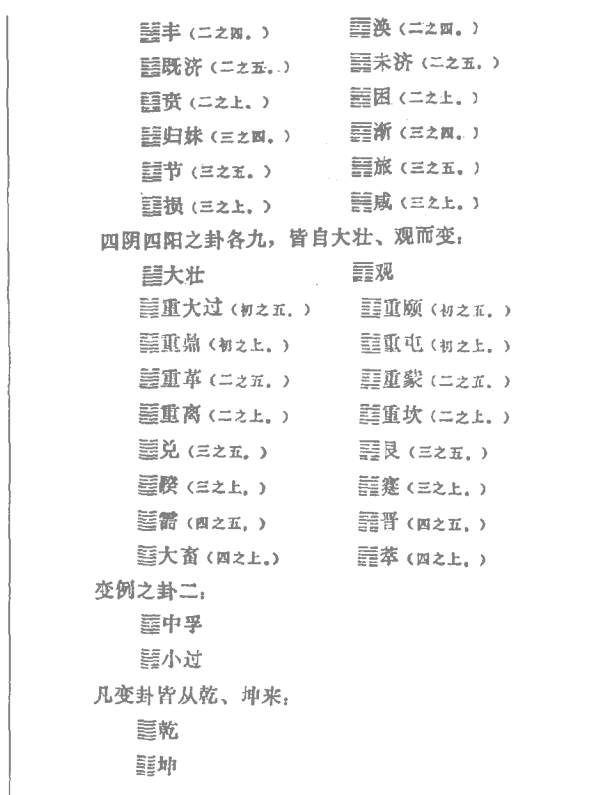 ䷶丰（二之四。） ䷺涣（二之四。）
䷾既济（二之五。） ䷿未济（二之五。）
䷕贲（二之上。） ䷮困（二之上。）
䷵归妹（三之四。） ䷴渐（三之四。）
䷻节（三之五。） ䷷旅（三之五。）
䷨损（三之上。） ䷞咸（三之上。）
四阴四阳之卦各九，皆自大壮、观而变：
䷡大壮 ䷓观
䷛重大过（初之五。） ䷚重颐（初之五。）
䷱重鼎（初之上。） ䷂重屯（初之上。）
䷰重革（二之五。） ䷃重蒙（二之五。）
䷝重离（二之上。） ䷜重坎（二之上。）
䷹兑（三之五。） ䷳艮（三之五。）
䷥睽（三之上。） ䷦蹇（三之上。）
䷄需（四之五。） ䷢晋（四之五。）
䷙大畜（四之上。） ䷬萃（四之上。）
变例之卦二：
䷼中孚
䷽小过
凡变卦皆从乾、坤来：
䷀乾
䷁坤